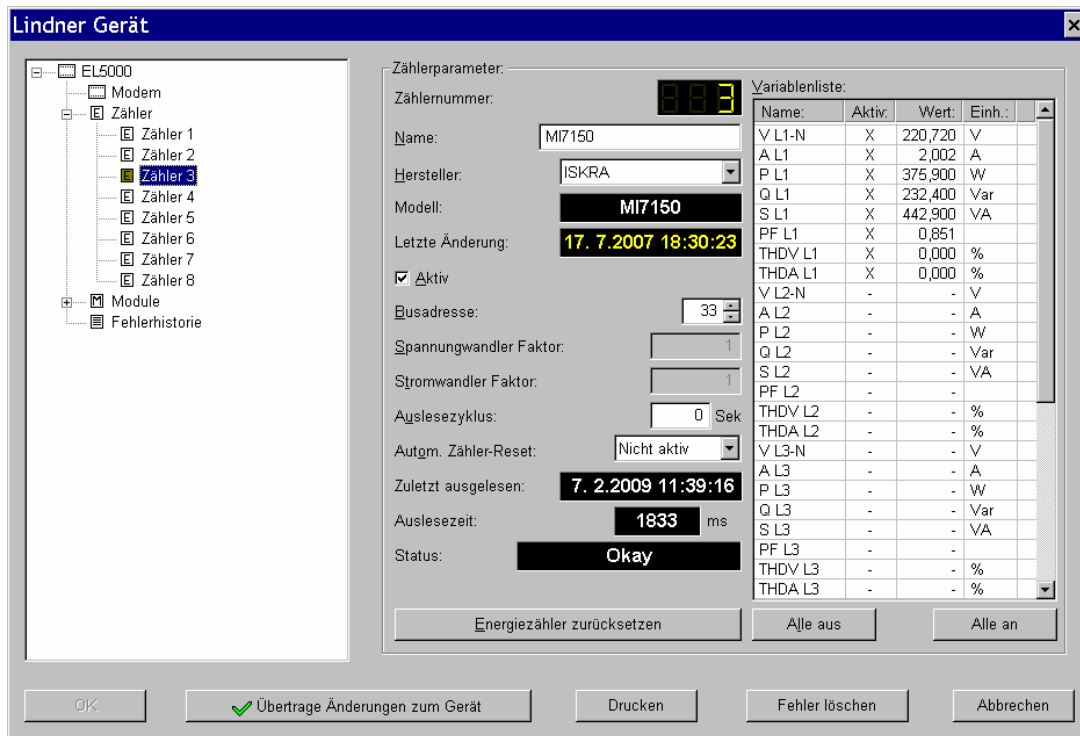 Lindner Gerät
EL5000
Modem
Zähler
Zähler 1
Zähler 2
Zähler 3
Zähler 4
Zähler 5
Zähler 6
Zähler 7
Zähler 8
Module
Fehlerhistorie
Zählerparameter:
Zählernummer: 3
Name: MI7150
Hersteller: ISKRA
Modell: MI7150
Letzte Änderung: 17. 7.2007 18:30:23
Aktiv
Busadresse: 33
Spannungwandler Faktor: 1
Stromwandler Faktor: 1
Auslesezyklus: 0 Sek
Autom. Zähler-Reset: Nicht aktiv
Zuletzt ausgelesen: 7. 2.2009 11:39:16
Auslesezeit: 1833 ms
Status: Okay
Energiezähler zurücksetzen
Variablenliste:
Name: Aktiv: Wert: Einh.:
V L1-N X 220,720 V
A L1 X 2,002 A
P L1 X 375,900 W
Q L1 X 232,400 Var
S L1 X 442,900 VA
PF L1 X 0,851
THDV L1 X 0,000 %
THDA L1 X 0,000 %
V L2-N - - V
A L2 - - A
P L2 - - W
Q L2 - - Var
S L2 - - VA
PF L2 - -
THDV L2 - - %
THDA L2 - - %
V L3-N - - V
A L3 - - A
P L3 - - W
Q L3 - - Var
S L3 - - VA
PF L3 - -
THDV L3 - - %
THDA L3 - - %
Alle aus
Alle an
OK
Übertrage Änderungen zum Gerät
Drucken
Fehler löschen
Abbrechen